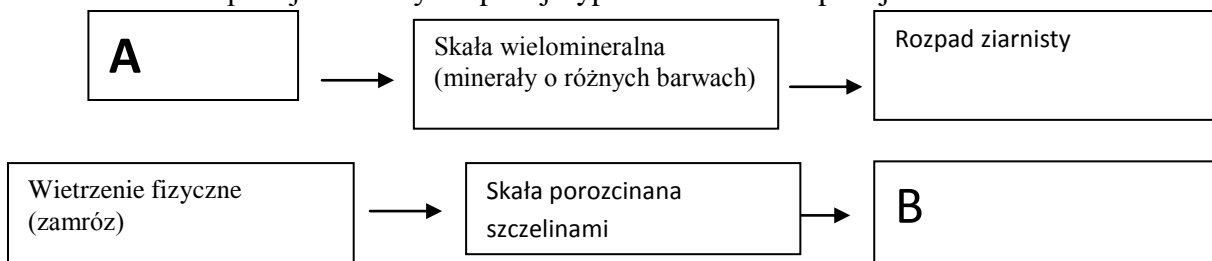 A
Skała wielomineralna
(minerały o różnych barwach)
Rozpad ziarnisty
Wietrzenie fizyczne
(zamróz)
Skała porozcinana
szczelinami
B